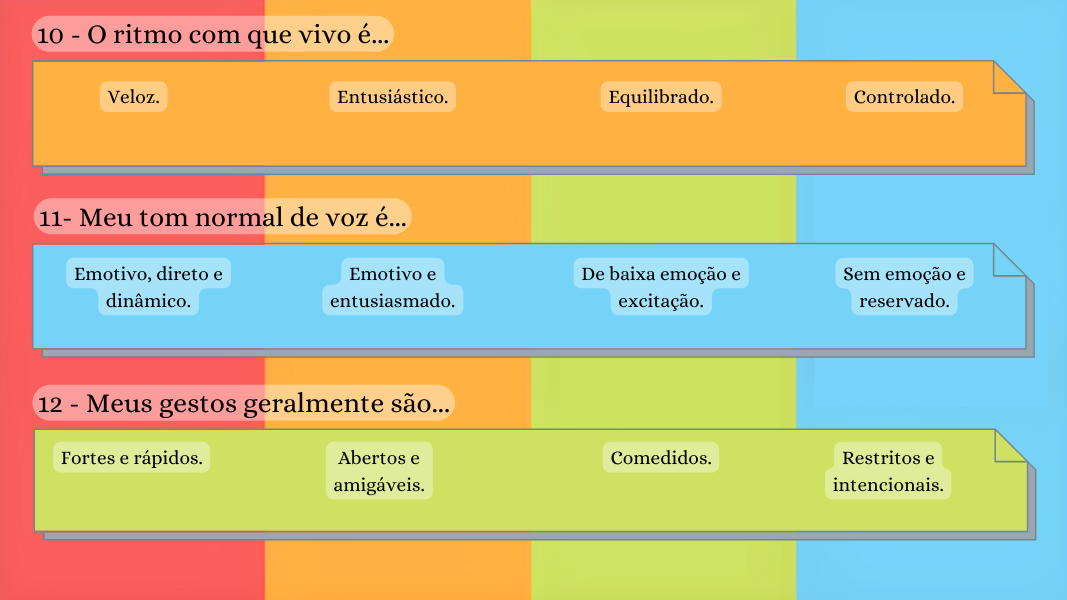 10 - O ritmo com que vivo é...
Veloz.
Entusiástico.
Equilibrado.
Controlado.
11- Meu tom normal de voz é...
Emotivo, direto e
dinâmico.
Emotivo e
entusiasmado.
De baixa emoção e
excitação.
Sem emoção e
reservado.
12 - Meus gestos geralmente são...
Fortes e rápidos.
Abertos e
amigáveis.
Comedidos.
Restritos e
intencionais.